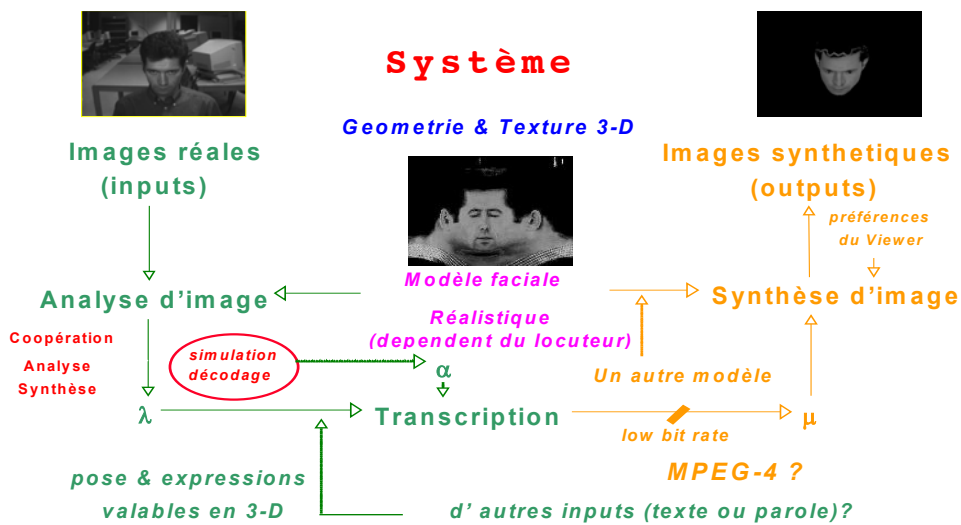 Système
Geometrie & Texture 3-D
Images réales
(inputs)
Images synthetiques
(outputs)
préférences
du Viewer
Modèle faciale
Analyse d'image
Synthèse d'image
Réalistique
(dependent du locuteur)
Coopération
Analyse
Synthèse
simulation
décodage
α
Un autre modèle
λ
Transcription
μ
low bit rate
MPEG-4 ?
pose & expressions
valables en 3-D
d' autres inputs (texte ou parole)?